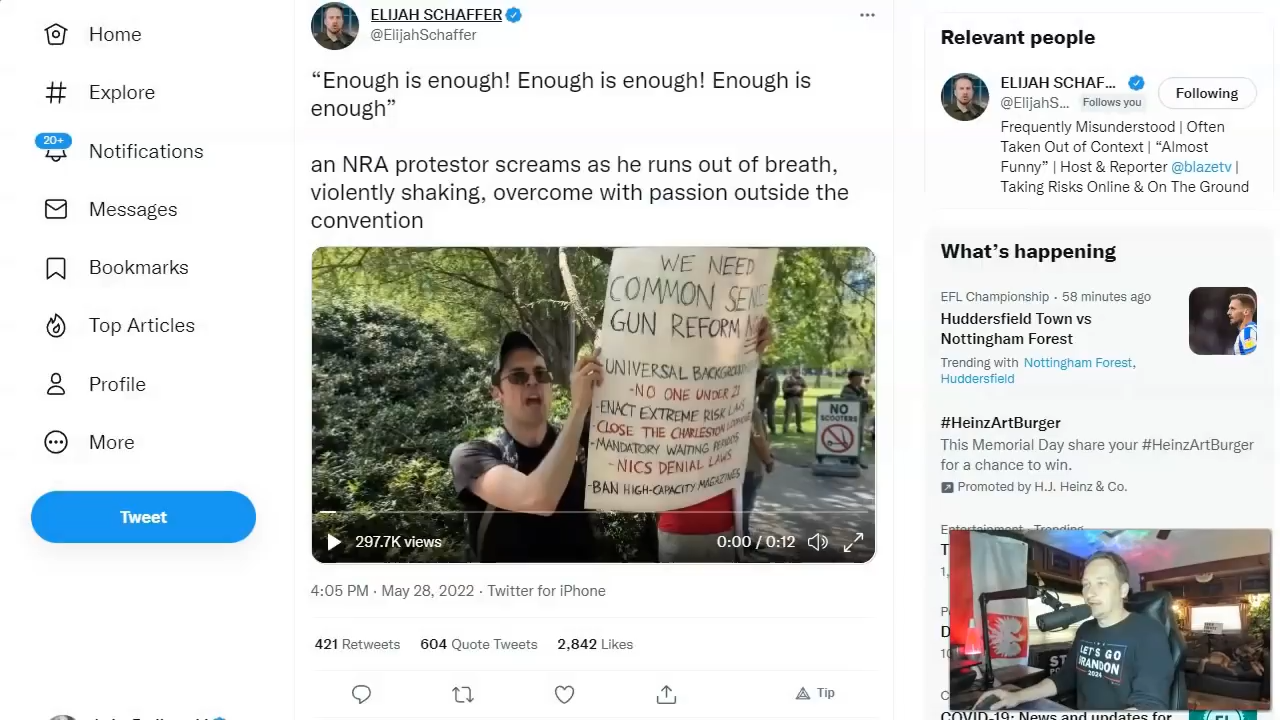 Home
Explore
20+
Notifications
Messages
Bookmarks
Top Articles
Profile
More
Tweet
ELIJAH SCHAFFER
@ElijahSchaffer
“Enough is enough! Enough is enough! Enough is
enough”
an NRA protestor screams as he runs out of breath,
violently shaking, overcome with passion outside the
convention
WE NEED
COMMON
GUN REFORM
-UNIVERSAL
-NO ONE UNDER 21
-ENACT EXTREME RISK
-CLOSE THE CHARLESTON
-MANDATORY WAITING PERIODS
-NICS DENIAL LAWS
-BAN HIGH-CAPACITY MAGAZINES
NO
SCOOTERS
297.7K views
0:00 / 0:12
4:05 PM · May 28, 2022 · Twitter for iPhone
421 Retweets 604 Quote Tweets 2,842 Likes
Tip
Relevant people
ELIJAH SCHAF...
@ElijahS... Follows you
Following
Frequently Misunderstood | Often
Taken Out of Context | “Almost
Funny” | Host & Reporter @blazetv |
Taking Risks Online & On The Ground
What’s happening
EFL Championship · 58 minutes ago
Huddersfield Town vs
Nottingham Forest
Trending with Nottingham Forest,
Huddersfield
#HeinzArtBurger
This Memorial Day share your #HeinzArtBurger
for a chance to win.
Promoted by H.J. Heinz & Co.
Entertainment · Trending
LET'S GO
BRANDON
2024
COVID-19: News and updates for